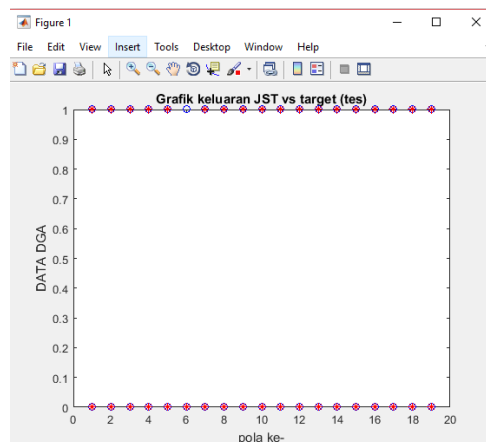 Figure 1
File Edit View Insert Tools Desktop Window Help
Grafik keluaran JST vs target (tes)
1
0.9
0.8
0.7
0.6
0.5
0.4
0.3
0.2
0.1
0
DATA DGA
0 2 4 6 8 10 12 14 16 18 20
pola ke-